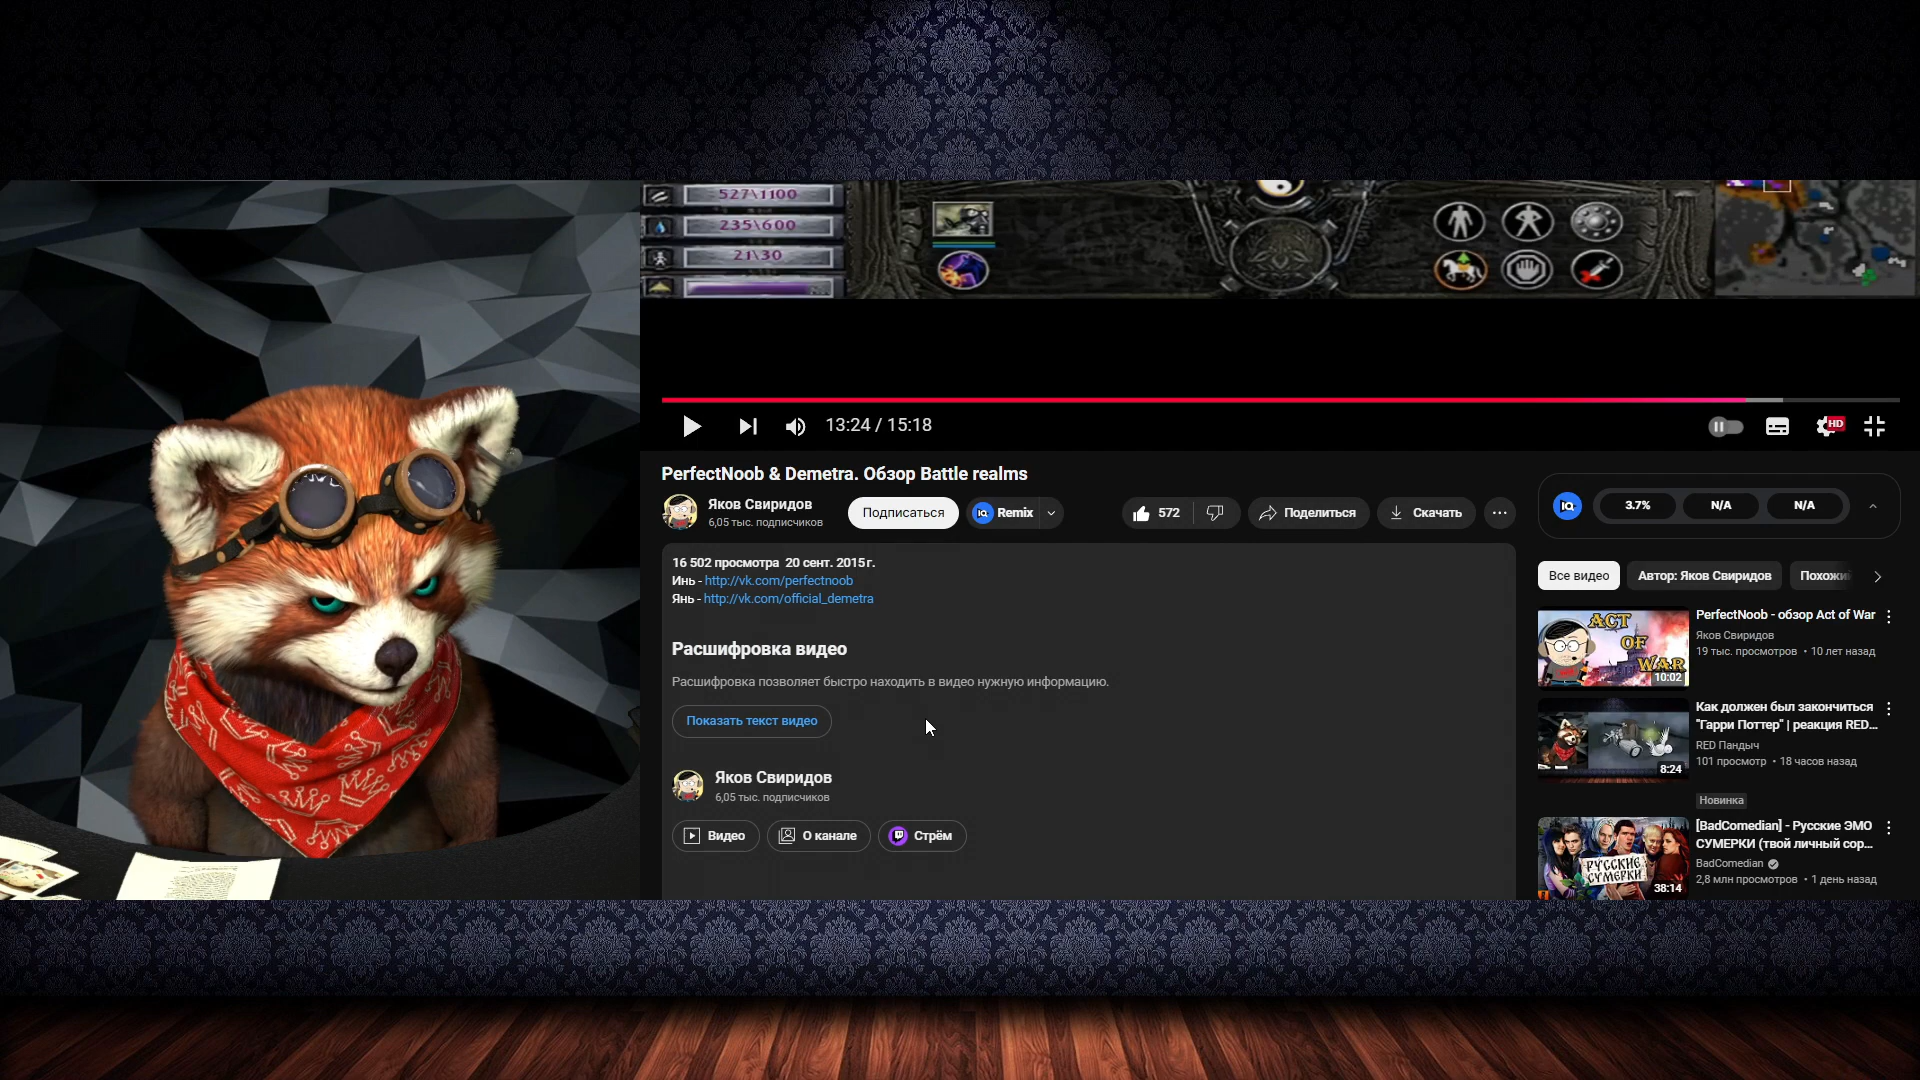 527\1100
235\600
21\30
13:24 / 15:18
HD
PerfectNoob & Demetra. Обзор Battle realms
Яков Свиридов
6,05 тыс. подписчиков
Подписаться
IQ Remix
572
Поделиться
Скачать
16 502 просмотра 20 сент. 2015 г.
Инь - http://vk.com/perfectnoob
Янь - http://vk.com/official_demetra
Расшифровка видео
Расшифровка позволяет быстро находить в видео нужную информацию.
Показать текст видео
Яков Свиридов
6,05 тыс. подписчиков
Видео
О канале
Стрём
IQ
3.7%
N/A
N/A
Все видео
Автор: Яков Свиридов
Похожи
ACT
OF
WAR
10:02
PerfectNoob - обзор Act of War
Яков Свиридов
19 тыс. просмотров • 10 лет назад
8:24
Как должен был закончиться
"Гарри Поттер" | реакция RED...
RED Пандыч
101 просмотр • 18 часов назад
Новинка
РУССКИЕ
СУМЕРКИ
38:14
[BadComedian] - Русские ЭМО
СУМЕРКИ (твой личный сор...
BadComedian
2,8 млн просмотров • 1 день назад